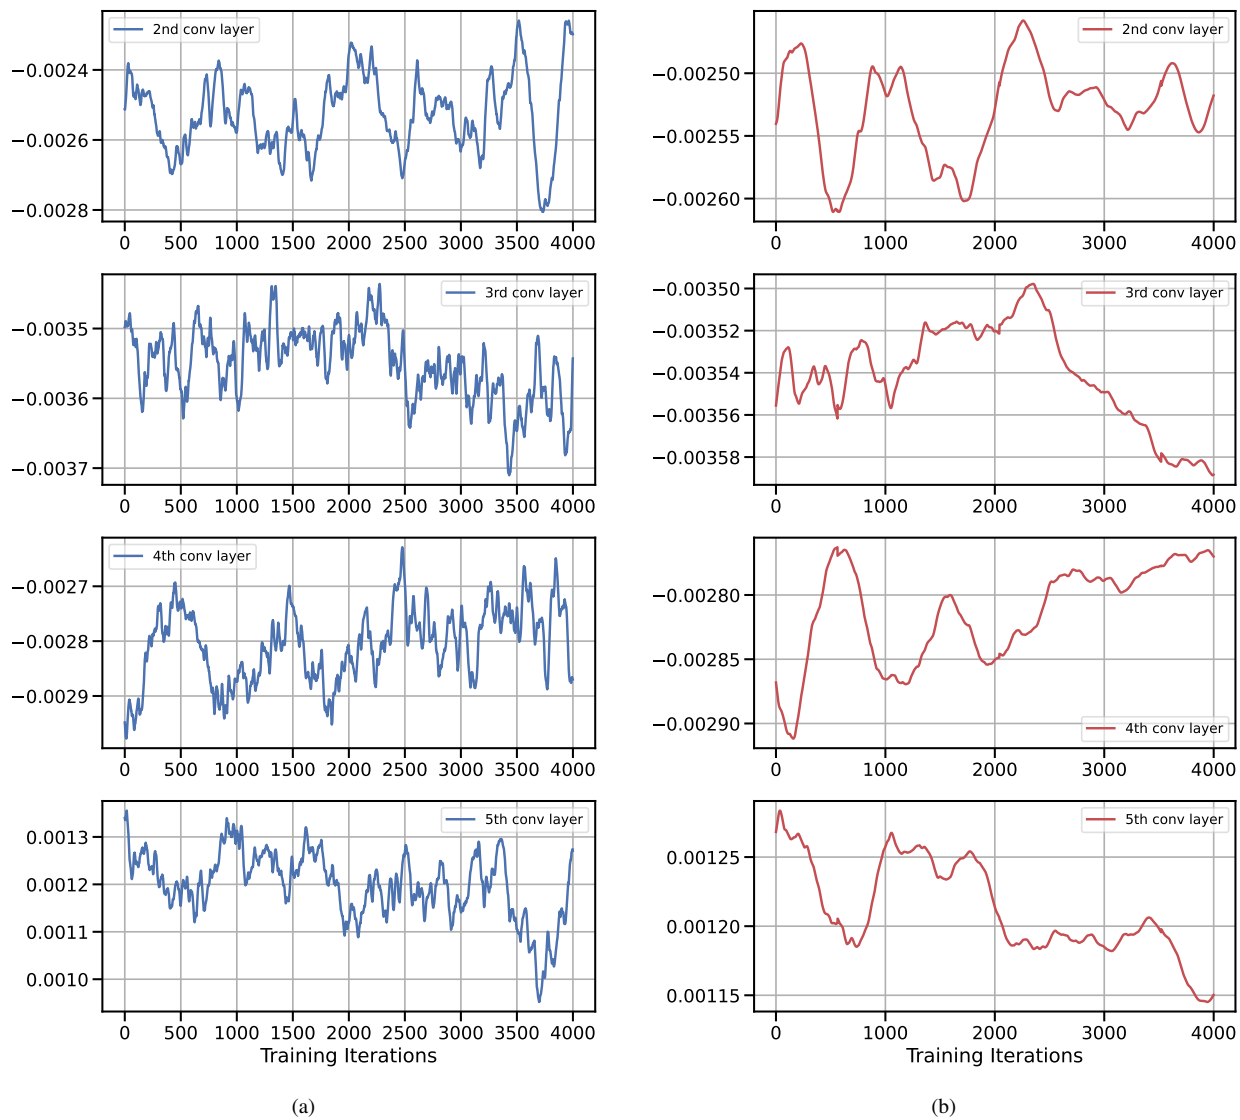 2nd conv layer
−0.0024
−0.0026
−0.0028
0 500 1000 1500 2000 2500 3000 3500 4000
2nd conv layer
−0.00250
−0.00255
−0.00260
0 1000 2000 3000 4000
3rd conv layer
−0.0035
−0.0036
−0.0037
0 500 1000 1500 2000 2500 3000 3500 4000
3rd conv layer
−0.00350
−0.00352
−0.00354
−0.00356
−0.00358
0 1000 2000 3000 4000
4th conv layer
−0.0027
−0.0028
−0.0029
0 500 1000 1500 2000 2500 3000 3500 4000
−0.00280
−0.00285
−0.00290
4th conv layer
0 1000 2000 3000 4000
5th conv layer
0.0013
0.0012
0.0011
0.0010
0 500 1000 1500 2000 2500 3000 3500 4000
Training Iterations
(a)
5th conv layer
0.00125
0.00120
0.00115
0 1000 2000 3000 4000
Training Iterations
(b)